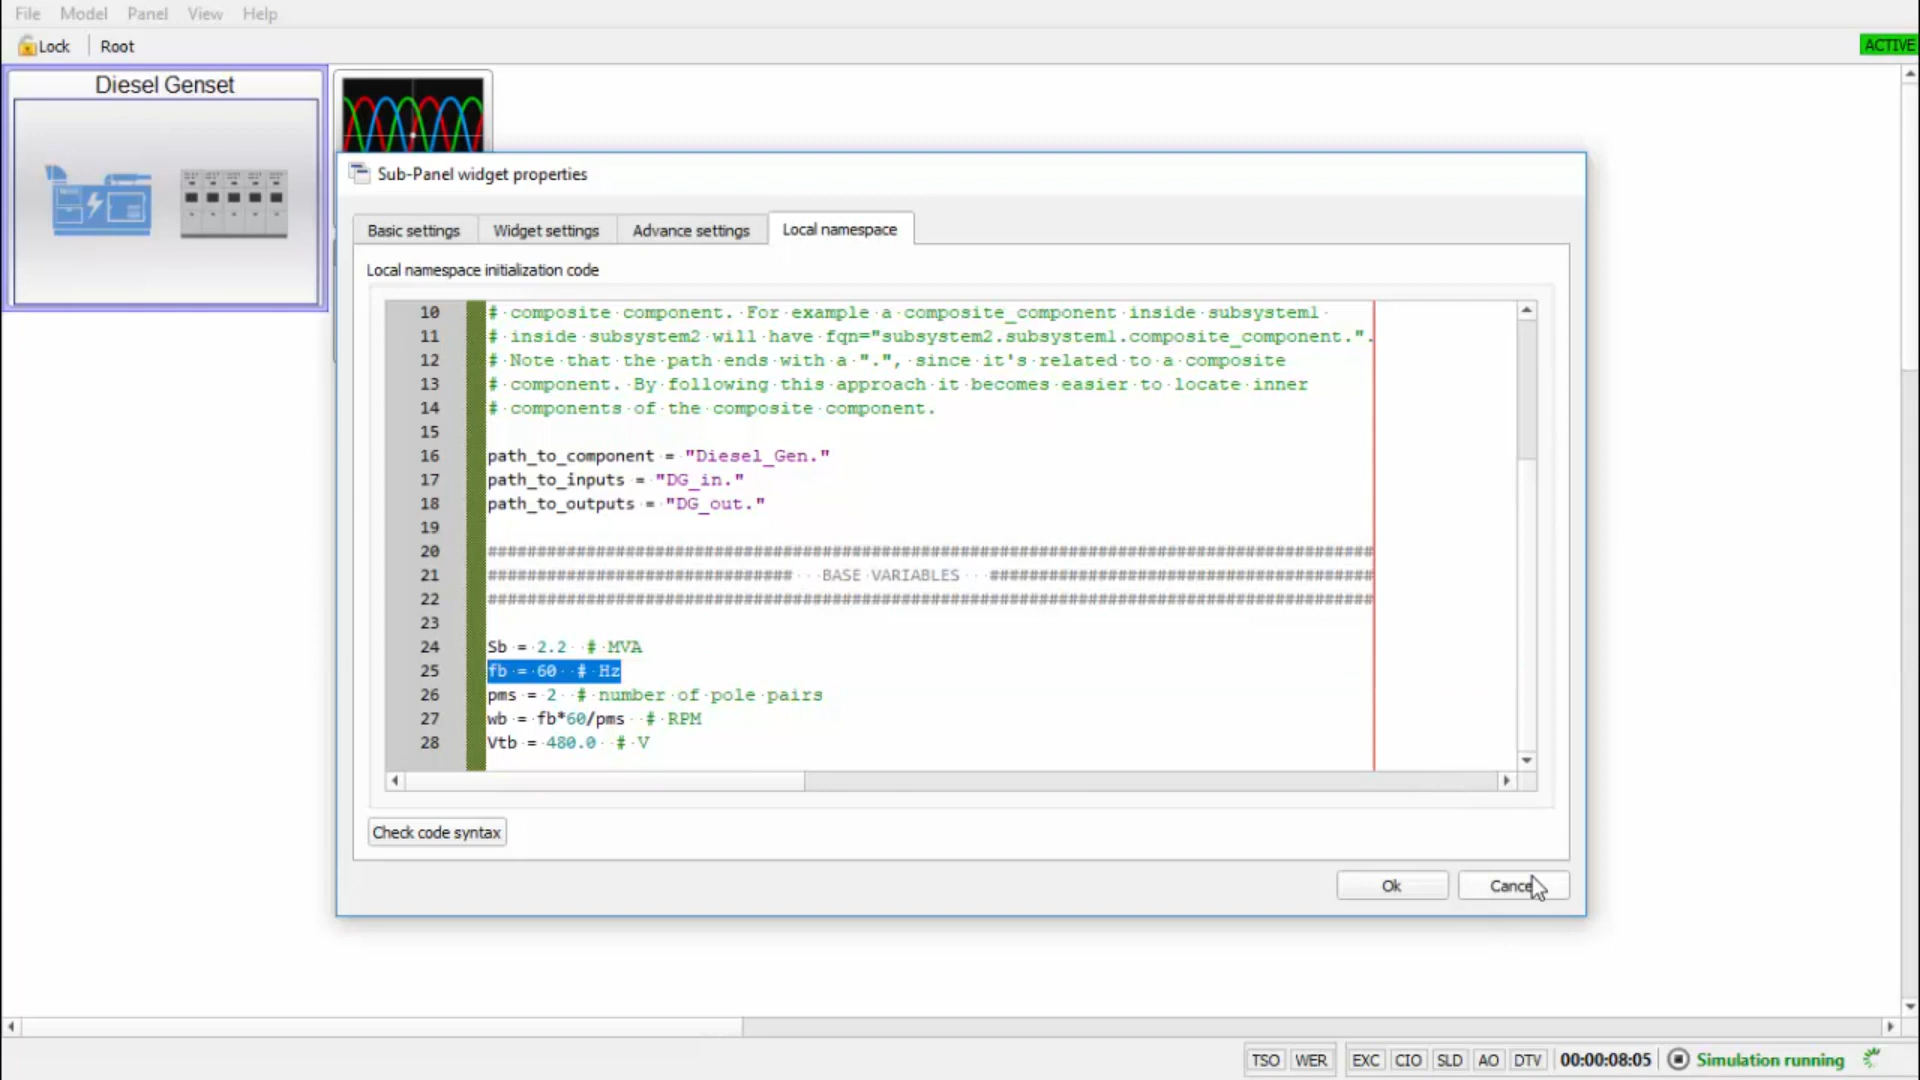 File Model Panel View Help
Lock Root
ACTIVE
Diesel Genset
Sub-Panel widget properties
Basic settings Widget settings Advance settings Local namespace
Local namespace initialization code
10 # composite component. For example a composite_component inside subsystem1
11 # inside subsystem2 will have fqn="subsystem2.subsystem1.composite_component.".
12 # Note that the path ends with a ".", since it's related to a composite
13 # component. By following this approach it becomes easier to locate inner
14 # components of the composite component.
15
16 path_to_component = "Diesel_Gen."
17 path_to_inputs = "DG_in."
18 path_to_outputs = "DG_out."
19
20 ##########################################################################################
21 ############################### BASE VARIABLES #######################################
22 ##########################################################################################
23
24 Sb = 2.2 # MVA
25 fb = 60 # Hz
26 pms = 2 # number of pole pairs
27 wb = fb*60/pms # RPM
28 Vtb = 480.0 # V
Check code syntax
Ok Cancel
TSO WER EXC CIO SLD AO DTV 00:00:08:05 Simulation running